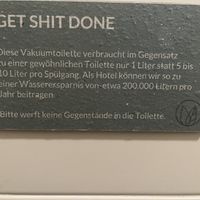 GET SHIT DONE
Diese Vakuumtoilette verbraucht im Gegensatz
zu einer gewöhnlichen Toilette nur 1 Liter statt 5 bis
10 Liter pro Spülgang. Als Hotel können wir so zu
einer Wasserersparnis von etwa 200.000 Litern pro
Jahr beitragen.
Bitte werft keine Gegenstände in die Toilette.